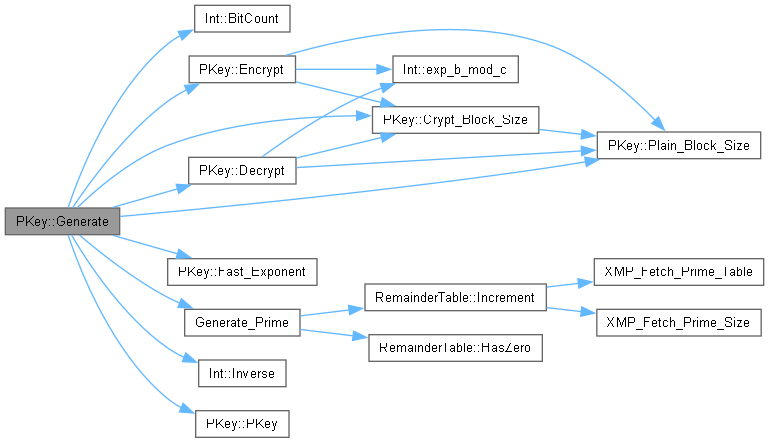 Int::BitCount
PKey::Encrypt
Int::exp_b_mod_c
PKey::Crypt_Block_Size
PKey::Plain_Block_Size
PKey::Decrypt
PKey::Generate
PKey::Fast_Exponent
XMP_Fetch_Prime_Table
RemainderTable::Increment
Generate_Prime
XMP_Fetch_Prime_Size
RemainderTable::HasZero
Int::Inverse
PKey::PKey